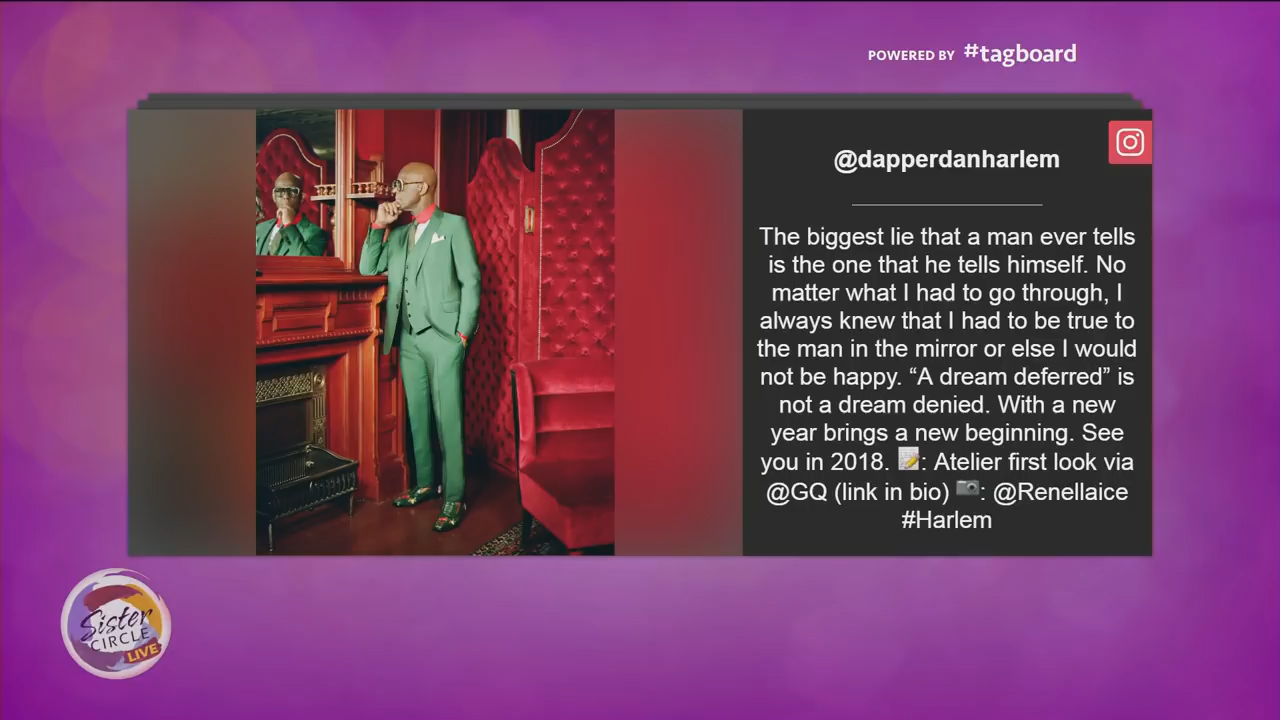 POWERED BY #tagboard
@dapperdanharlem
The biggest lie that a man ever tells
is the one that he tells himself. No
matter what I had to go through, I
always knew that I had to be true to
the man in the mirror or else I would
not be happy. “A dream deferred” is
not a dream denied. With a new
year brings a new beginning. See
you in 2018. 📝: Atelier first look via
@GQ (link in bio) 📷: @Renellaice
#Harlem
Sister
CIRCLE
LIVE